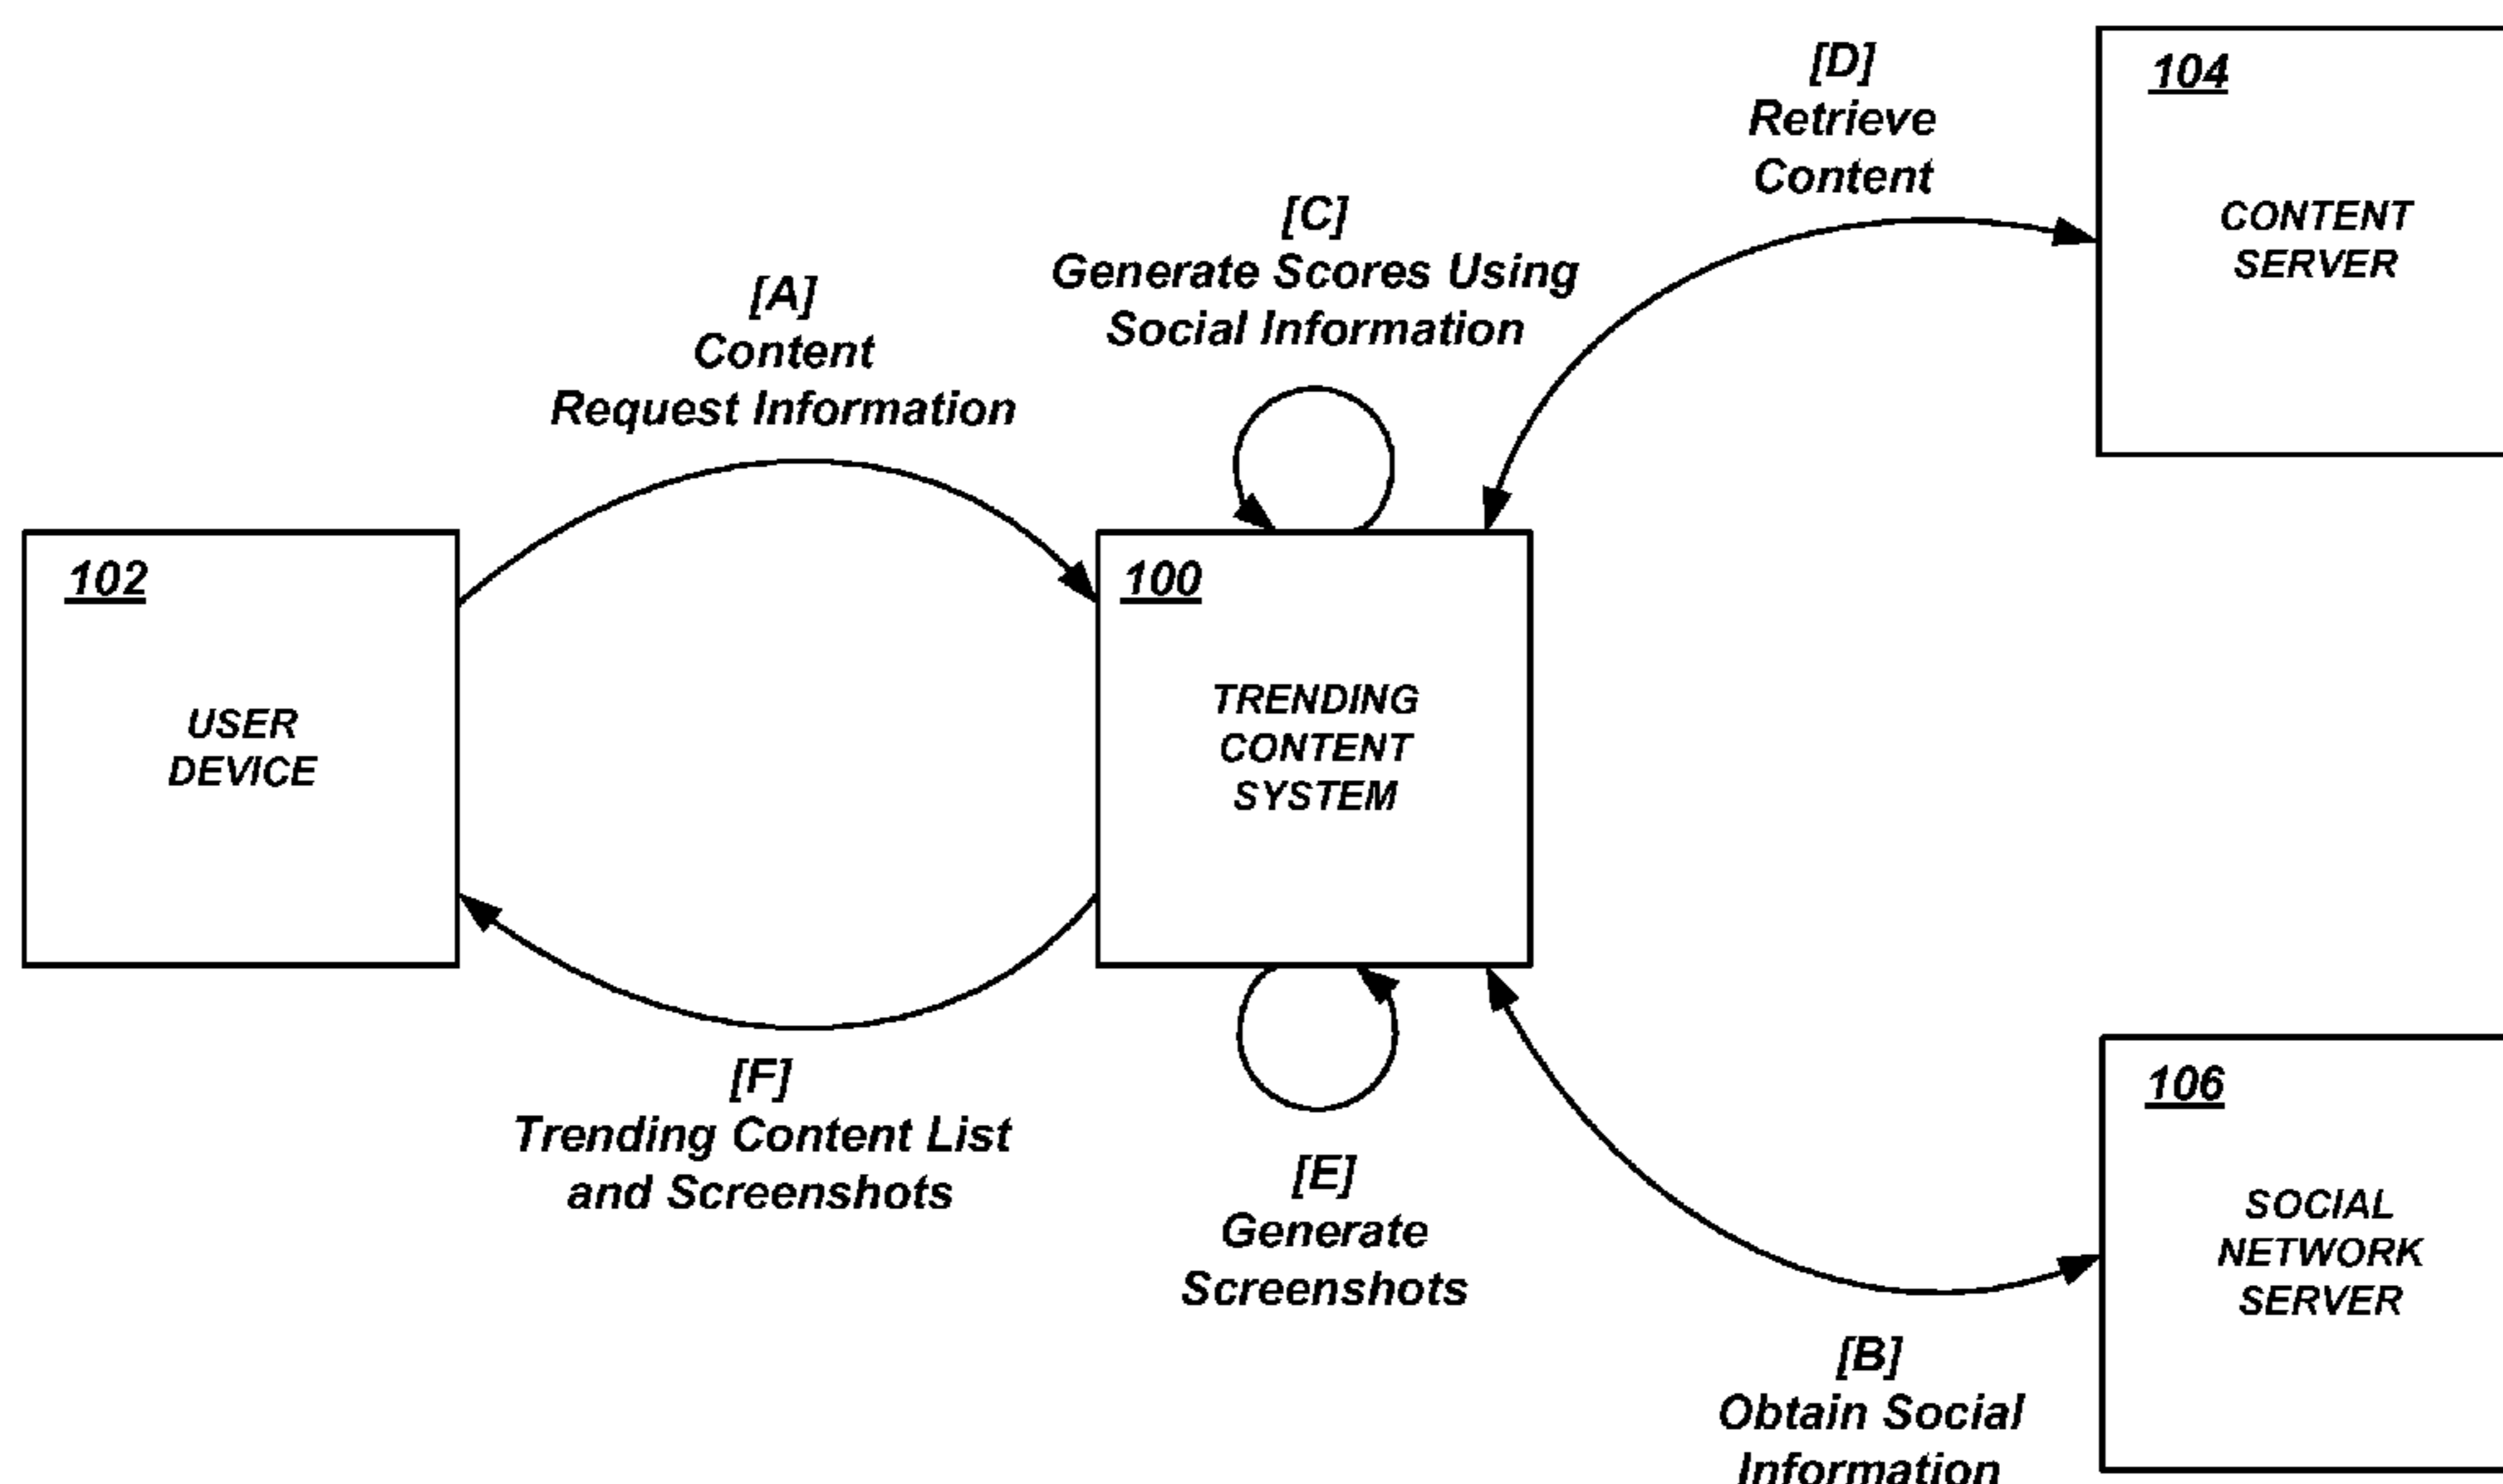 [D]
Retrieve
Content
104
CONTENT
SERVER
[C]
Generate Scores Using
Social Information
[A]
Content
Request Information
102
USER
DEVICE
100
TRENDING
CONTENT
SYSTEM
[F]
Trending Content List
and Screenshots
[E]
Generate
Screenshots
106
SOCIAL
NETWORK
SERVER
[B]
Obtain Social
Information